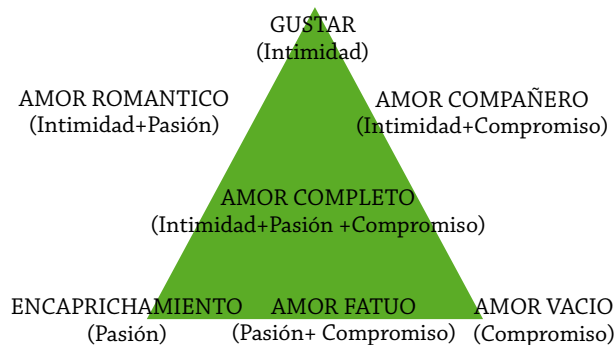 GUSTAR
(Intimidad)
AMOR ROMANTICO
(Intimidad+Pasión)
AMOR COMPAÑERO
(Intimidad+Compromiso)
AMOR COMPLETO
(Intimidad+Pasión +Compromiso)
ENCAPRICHAMIENTO
(Pasión)
AMOR FATUO
(Pasión+ Compromiso)
AMOR VACIO
(Compromiso)